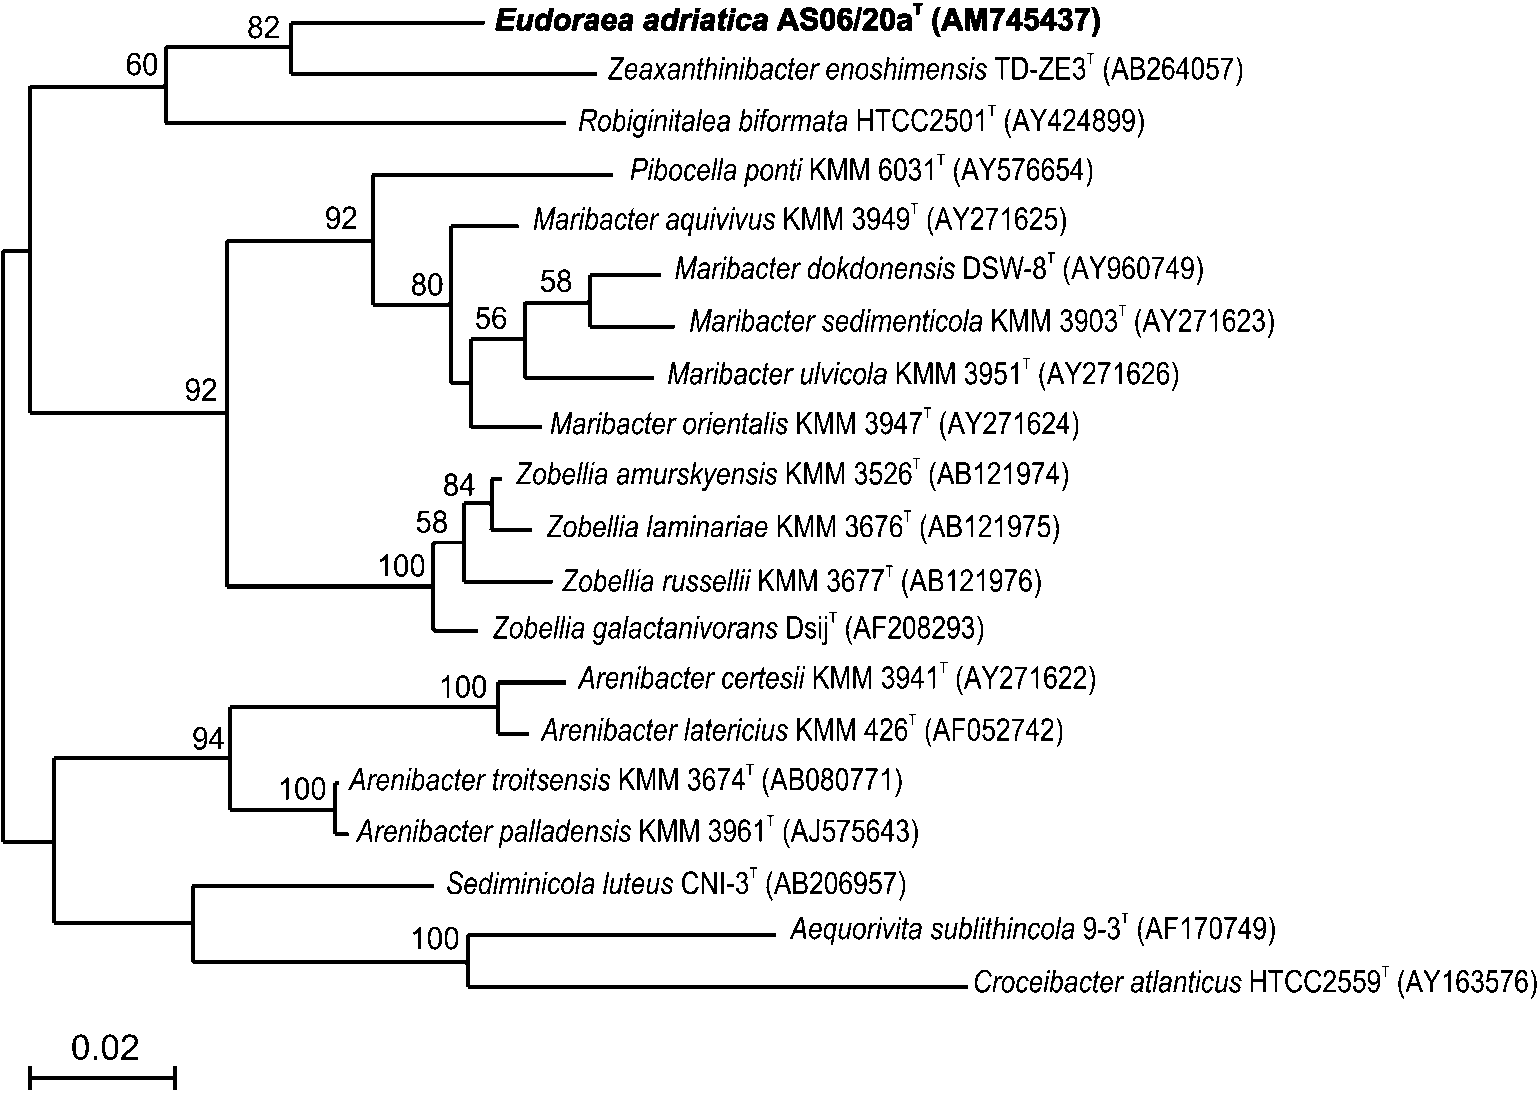 82 Eudoraea adriatica AS06/20aᵀ (AM745437)
60 Zeaxanthinibacter enoshimensis TD-ZE3ᵀ (AB264057)
Robiginitalea biformata HTCC2501ᵀ (AY424899)
Pibocella ponti KMM 6031ᵀ (AY576654)
92 Maribacter aquivivus KMM 3949ᵀ (AY271625)
80 58 Maribacter dokdonensis DSW-8ᵀ (AY960749)
56 Maribacter sedimenticola KMM 3903ᵀ (AY271623)
92 Maribacter ulvicola KMM 3951ᵀ (AY271626)
Maribacter orientalis KMM 3947ᵀ (AY271624)
84 Zobellia amurskyensis KMM 3526ᵀ (AB121974)
58 Zobellia laminariae KMM 3676ᵀ (AB121975)
100 Zobellia russellii KMM 3677ᵀ (AB121976)
Zobellia galactanivorans Dsijᵀ (AF208293)
100 Arenibacter certesii KMM 3941ᵀ (AY271622)
94 Arenibacter latericius KMM 426ᵀ (AF052742)
100 Arenibacter troitsensis KMM 3674ᵀ (AB080771)
Arenibacter palladensis KMM 3961ᵀ (AJ575643)
Sediminicola luteus CNI-3ᵀ (AB206957)
100 Aequorivita sublithincola 9-3ᵀ (AF170749)
Croceibacter atlanticus HTCC2559ᵀ (AY163576)
0.02